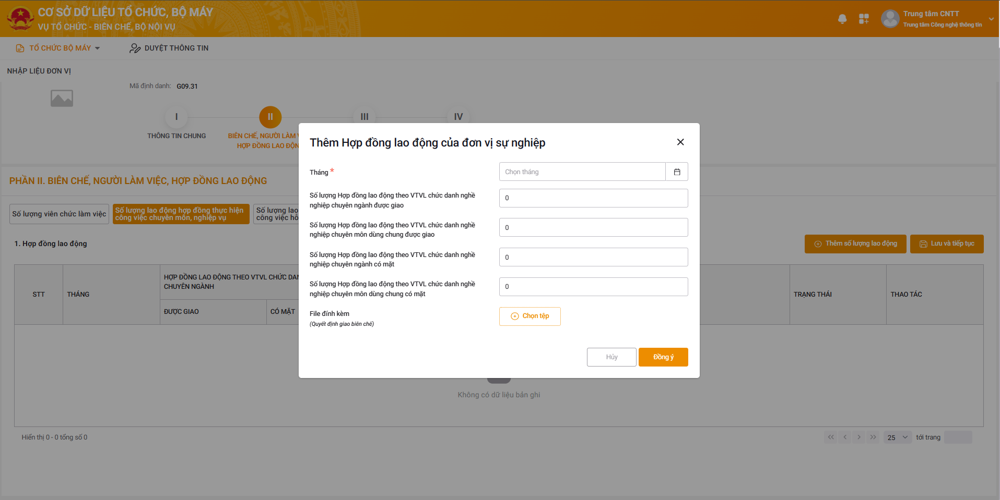 CƠ SỞ DỮ LIỆU TỔ CHỨC, BỘ MÁY
VỤ TỔ CHỨC - BIÊN CHẾ, BỘ NỘI VỤ
Trung tâm CNTT
Trung tâm Công nghệ thông tin
TỔ CHỨC BỘ MÁY
DUYỆT THÔNG TIN
NHẬP LIỆU ĐƠN VỊ
Mã định danh: G09.31
I
II
III
IV
THÔNG TIN CHUNG
BIÊN CHẾ, NGƯỜI LÀM
HỢP ĐỒNG LAO ĐỘN
PHẦN II. BIÊN CHẾ, NGƯỜI LÀM VIỆC, HỢP ĐỒNG LAO ĐỘNG
Số lượng viên chức làm việc
Số lượng lao động hợp đồng thực hiện
công việc chuyên môn, nghiệp vụ
Số lượng lao
công việc hỗ
1. Hợp đồng lao động
Thêm số lượng lao động
Lưu và tiếp tục
STT
THÁNG
HỢP ĐỒNG LAO ĐỘNG THEO VTVL CHỨC DAN
CHUYÊN NGÀNH
ĐƯỢC GIAO
CÓ MẶT
TRẠNG THÁI
THAO TÁC
Thêm Hợp đồng lao động của đơn vị sự nghiệp
Tháng *
Chọn tháng
Số lượng Hợp đồng lao động theo VTVL chức danh nghề
nghiệp chuyên ngành được giao
0
Số lượng Hợp đồng lao động theo VTVL chức danh nghề
nghiệp chuyên môn dùng chung được giao
0
Số lượng Hợp đồng lao động theo VTVL chức danh nghề
nghiệp chuyên ngành có mặt
0
Số lượng Hợp đồng lao động theo VTVL chức danh nghề
nghiệp chuyên môn dùng chung có mặt
0
File đính kèm
(Quyết định giao biên chế)
Chọn tệp
Hủy
Đồng ý
Không có dữ liệu bản ghi
Hiển thị 0 - 0 tổng số 0
25
tới trang